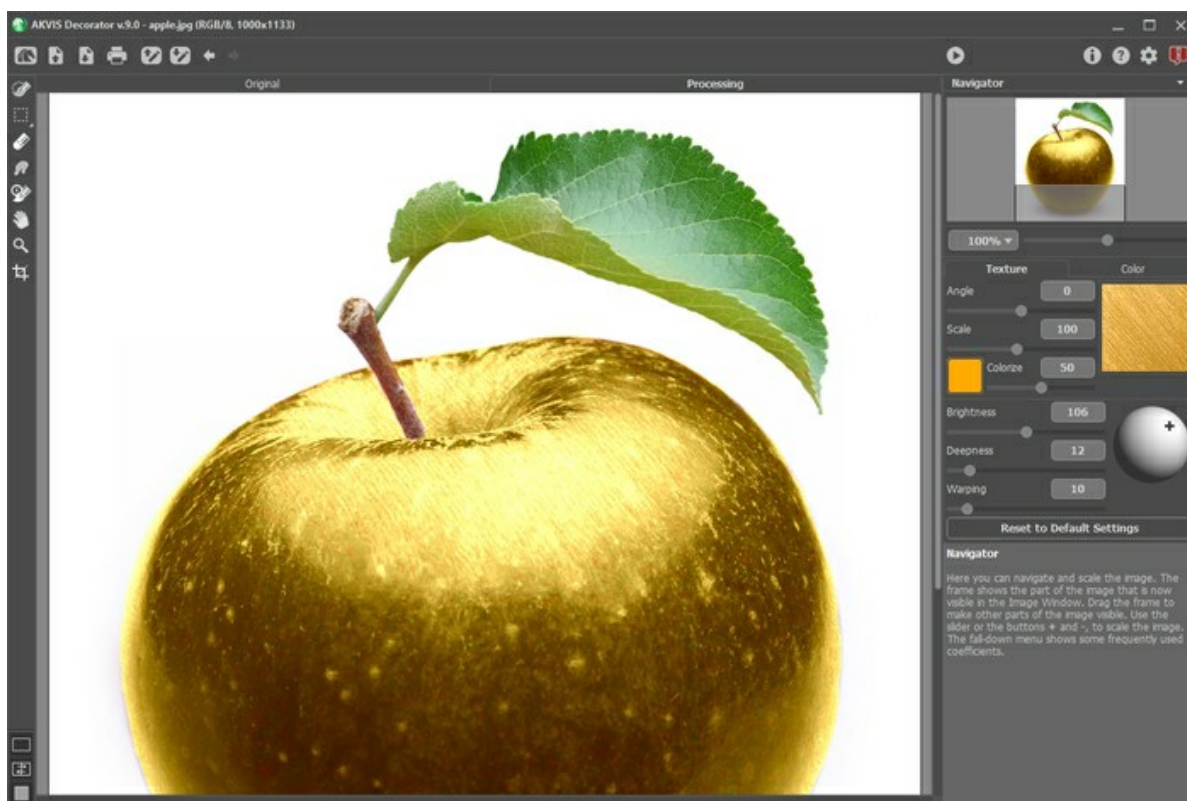 AKVIS Decorator v.9.0 - apple.jpg (RGB/8, 1000x1133)
Original
Processing
Navigator
100%
Texture
Color
Angle
0
Scale
100
Colorize
50
Brightness
106
Deepness
12
Warping
10
Reset to Default Settings
Navigator
Here you can navigate and scale the image. The
frame shows the part of the image that is now
visible in the Image Window. Drag the frame to
make other parts of the image visible. Use the
slider or the buttons + and -, to scale the image.
The fall-down menu shows some frequently used
coefficients.